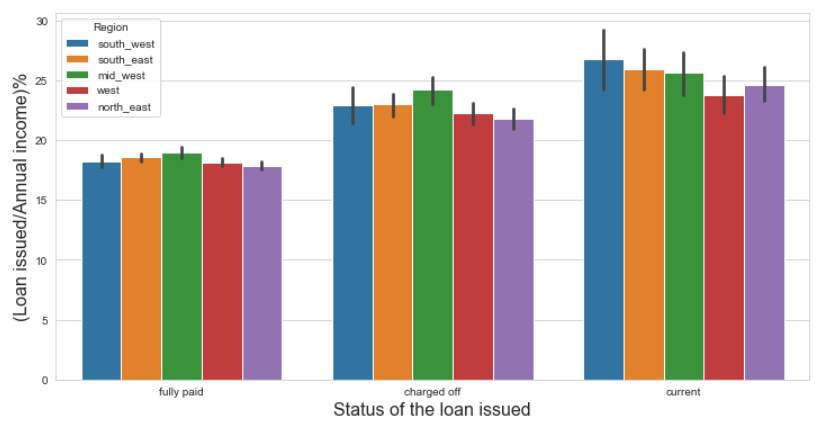 30
25
20
15
10
5
0
(Loan issued/Annual income)%
Region
south_west
south_east
mid_west
west
north_east
fully paid
charged off
current
Status of the loan issued